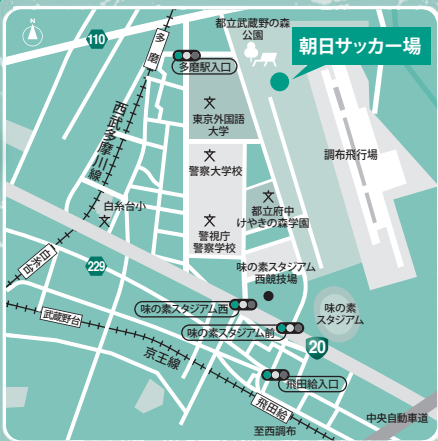 N
都立武蔵野の森
公園
朝日サッカー場
110
多磨
多磨駅入口
西武多摩川線
東京外国語
大学
調布飛行場
警察大学校
白糸台小
都立府中
けやきの森学園
警視庁
警察学校
白糸台
229
味の素スタジアム
西競技場
味の素スタジアム西
味の素
スタジアム
武蔵野台
味の素スタジアム前
20
京王線
飛田給入口
飛田給
中央自動車道
至西調布